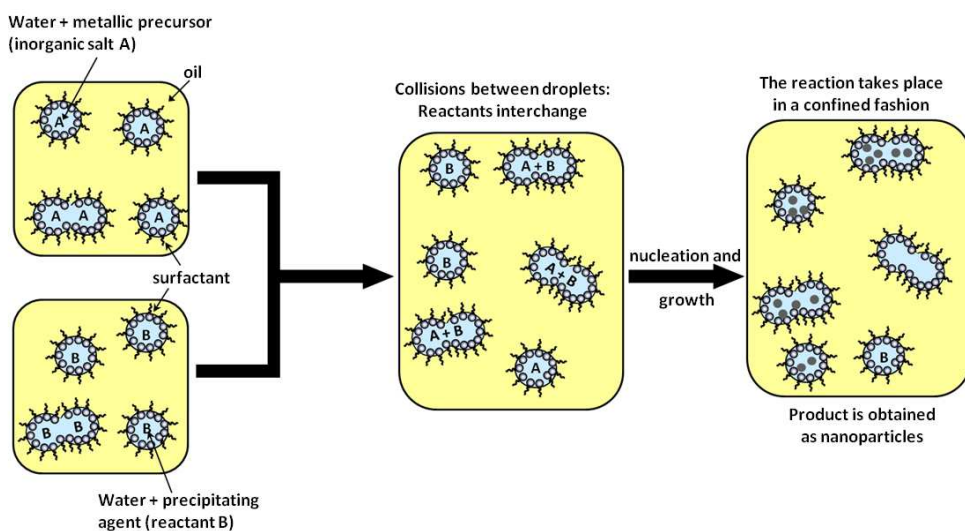 Water + metallic precursor
(inorganic salt A)
oil
A
A
A A
A
surfactant
B
B
B B
B
Water + precipitating
agent (reactant B)
Collisions between droplets:
Reactants interchange
B
A + B
B
A + B
A + B
A
nucleation and
growth
The reaction takes place
in a confined fashion
B
Product is obtained
as nanoparticles